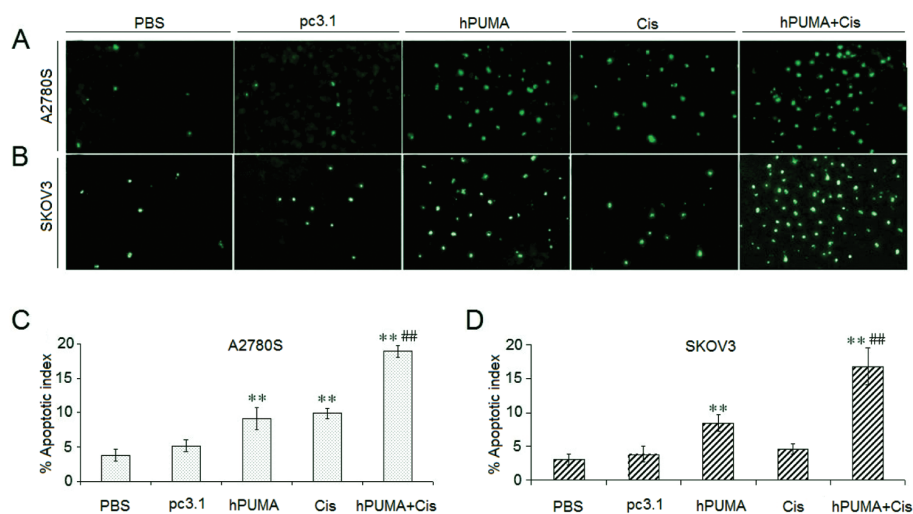 PBS pc3.1 hPUMA Cis hPUMA+Cis
A
A2780S
B
SKOV3
C
A2780S
% Apoptotic index
20
15
10
5
0
** ** ** ##
PBS pc3.1 hPUMA Cis hPUMA+Cis
D
SKOV3
% Apoptotic index
20
15
10
5
0
** ** ##
PBS pc3.1 hPUMA Cis hPUMA+Cis